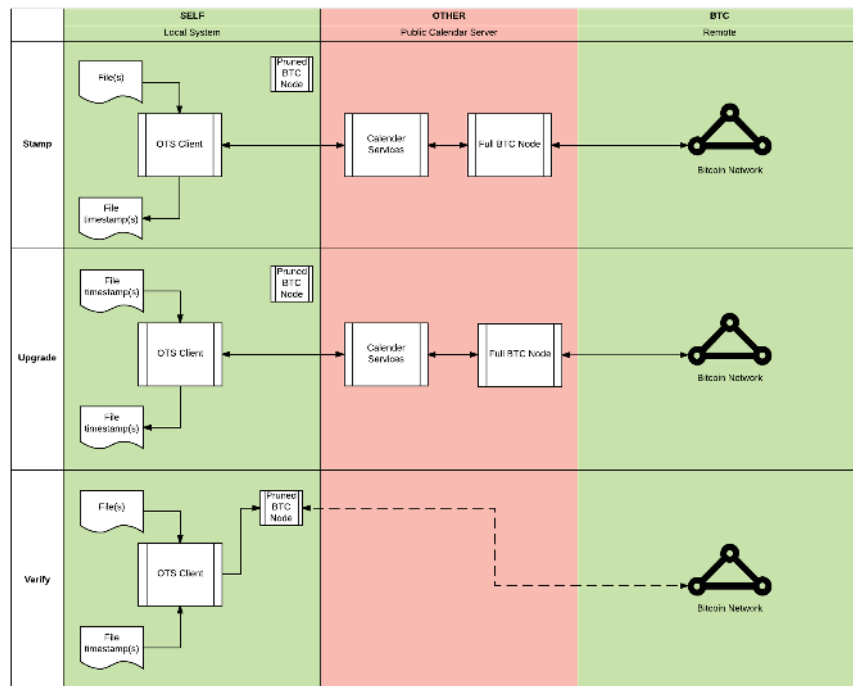 SELF
OTHER
BTC
Local System
Public Calendar Server
Remote
Stamp
File(s)
Pruned
BTC
Node
OTS Client
Calender
Services
Full BTC Node
Bitcoin Network
File
timestamp(s)
Upgrade
File
timestamp(s)
Pruned
BTC
Node
OTS Client
Calender
Services
Full BTC Node
Bitcoin Network
File
timestamp(s)
Verify
File(s)
Pruned
BTC
Node
OTS Client
Bitcoin Network
File
timestamp(s)